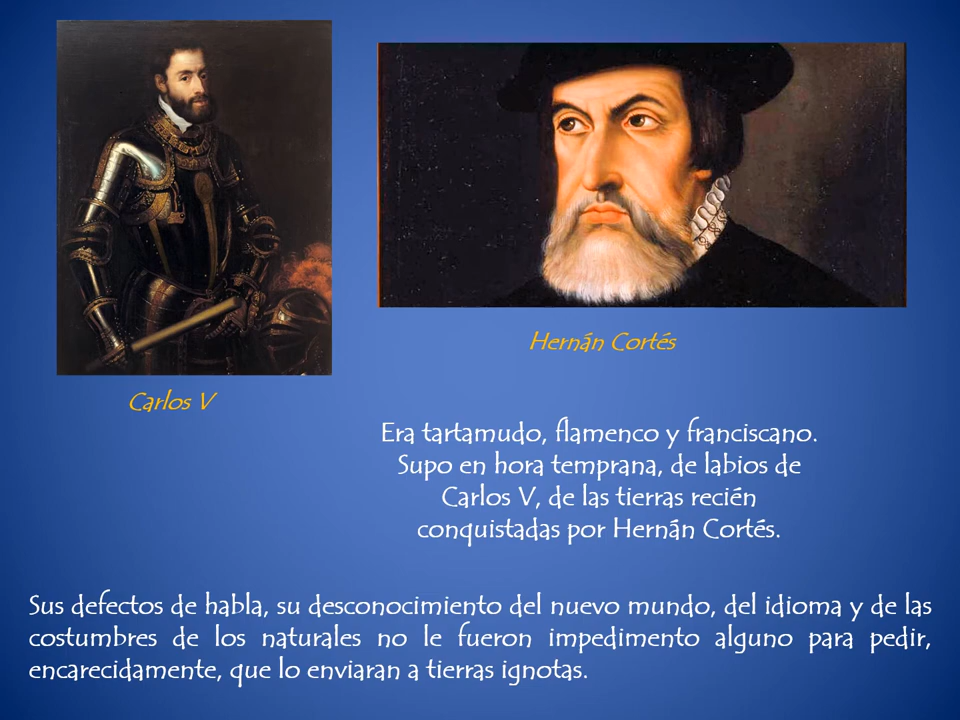 Hernán Cortés
Carlos V
Era tartamudo, flamenco y franciscano.
Supo en hora temprana, de labios de
Carlos V, de las tierras recién
conquistadas por Hernán Cortés.
Sus defectos de habla, su desconocimiento del nuevo mundo, del idioma y de las
costumbres de los naturales no le fueron impedimento alguno para pedir,
encarecidamente, que lo enviaran a tierras ignotas.